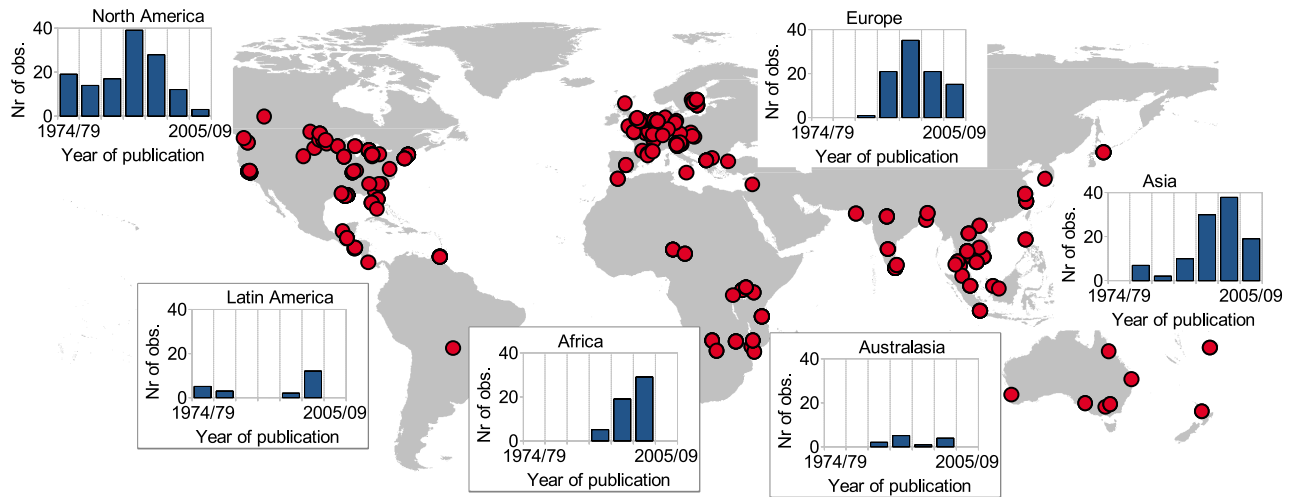 North America
40
20
0
Nr of obs.
1974/79
2005/09
Year of publication
Europe
40
20
0
Nr of obs.
1974/79
2005/09
Year of publication
Asia
40
20
0
Nr of obs.
1974/79
2005/09
Year of publication
Latin America
40
20
0
Nr of obs.
1974/79
2005/09
Year of publication
Africa
40
20
0
Nr of obs.
1974/79
2005/09
Year of publication
Australasia
40
20
0
Nr of obs.
1974/79
2005/09
Year of publication